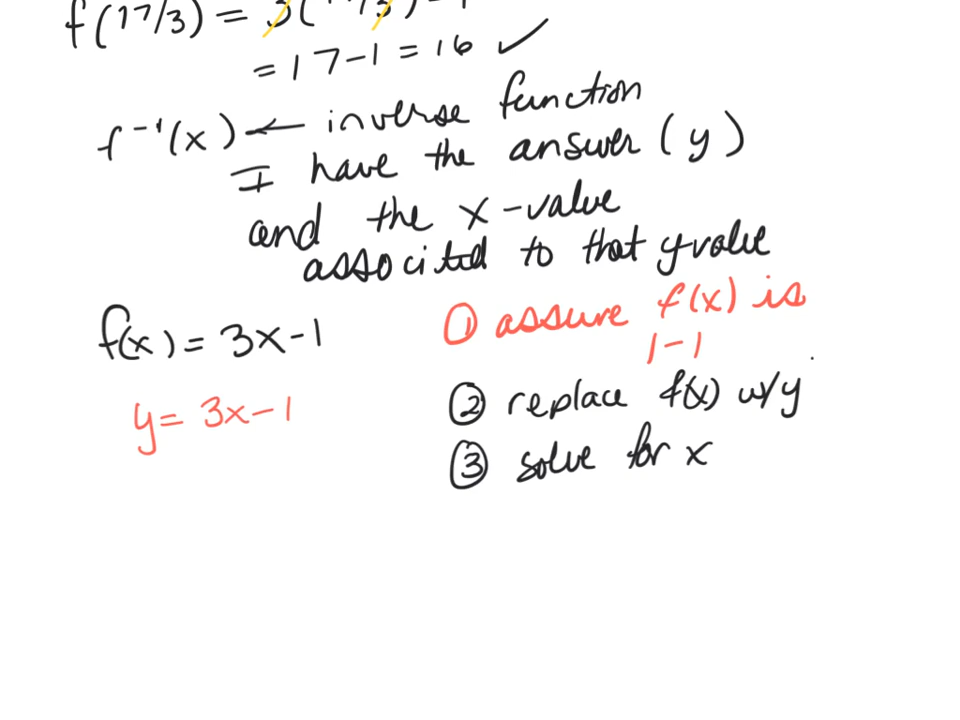 f(17/3) = 3(17/3) - 1
= 17-1 = 16 ✓
f⁻¹(x) ← inverse function
I have the answer (y)
and the x-value
associted to that y-value
f(x) = 3x-1
① assure f(x) is
1-1
y= 3x-1
② replace f(x) w/y
③ solve for x